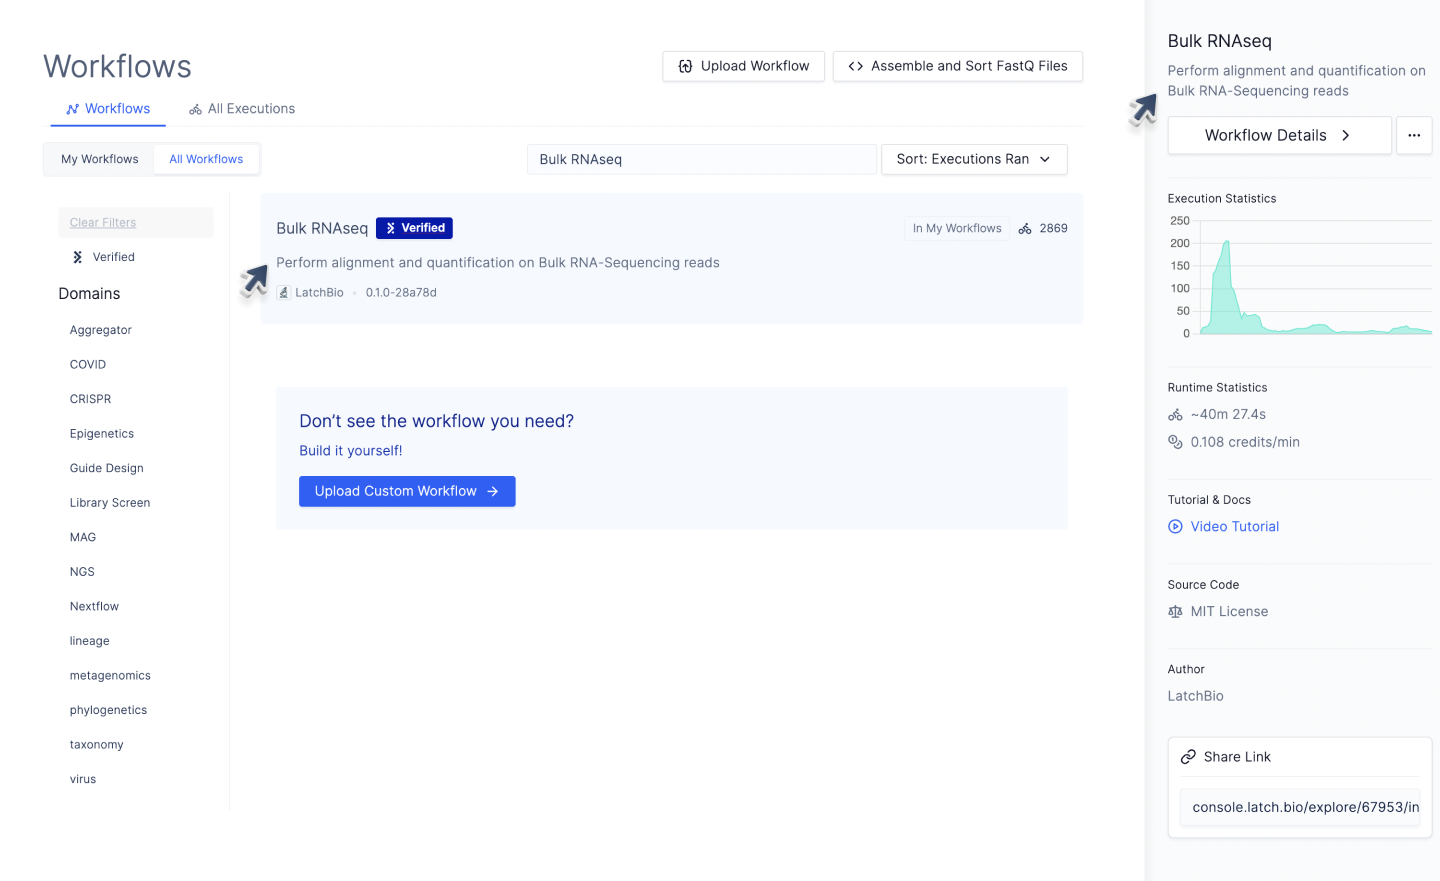 Workflows
Upload Workflow
Assemble and Sort FastQ Files
Workflows
All Executions
My Workflows
All Workflows
Bulk RNAseq
Sort: Executions Ran
Clear Filters
Verified
Domains
Aggregator
COVID
CRISPR
Epigenetics
Guide Design
Library Screen
MAG
NGS
Nextflow
lineage
metagenomics
phylogenetics
taxonomy
virus
Bulk RNAseq
Verified
In My Workflows
2869
Perform alignment and quantification on Bulk RNA-Sequencing reads
LatchBio
0.1.0-28a78d
Don't see the workflow you need?
Build it yourself!
Upload Custom Workflow
Bulk RNAseq
Perform alignment and quantification on
Bulk RNA-Sequencing reads
Workflow Details
Execution Statistics
250
200
150
100
50
0
Runtime Statistics
~40m 27.4s
0.108 credits/min
Tutorial & Docs
Video Tutorial
Source Code
MIT License
Author
LatchBio
Share Link
console.latch.bio/explore/67953/in